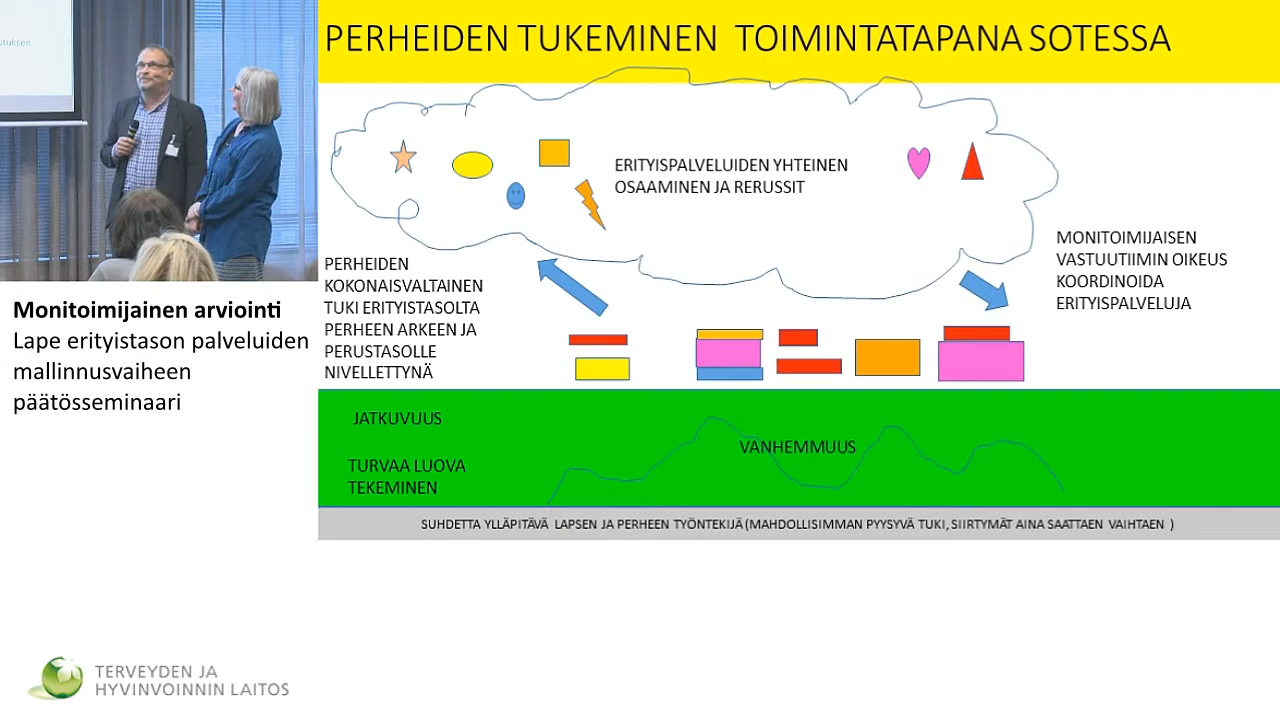 utuksen
PERHEIDEN TUKEMINEN TOIMINTATAPANA SOTESSA
ERITYISPALVELUIDEN YHTEINEN
OSAAMINEN JA RERUSSIT
MONITOIMIJAISEN
VASTUUTIIMIN OIKEUS
KOORDINOIDA
ERITYISPALVELUJA
PERHEIDEN
KOKONAISVALTAINEN
TUKI ERITYISTASOLTA
PERHEEN ARKEEN JA
PERUSTASOLLE
NIVELLETTYNÄ
JATKUVUUS
VANHEMMUUS
TURVAA LUOVA
TEKEMINEN
SUHDETTA YLLÄPITÄVÄ LAPSEN JA PERHEEN TYÖNTEKIJÄ (MAHDOLLISIMMAN PYYSYVÄ TUKI, SIIRTYMÄT AINA SAATTAEN VAIHTAEN )
Monitoimijainen arviointi
Lape erityistason palveluiden
mallinnusvaiheen
päätösseminaari
TERVEYDEN JA
HYVINVOINNIN LAITOS